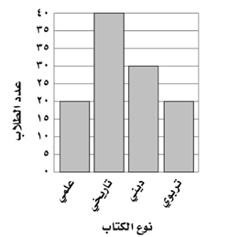 ٤٠
٣٥
٣٠
٢٥
٢٠
١٥
١٠
٥
٠
عدد الطلاب
علمي
تاريخي
ديني
تربوي
نوع الكتاب